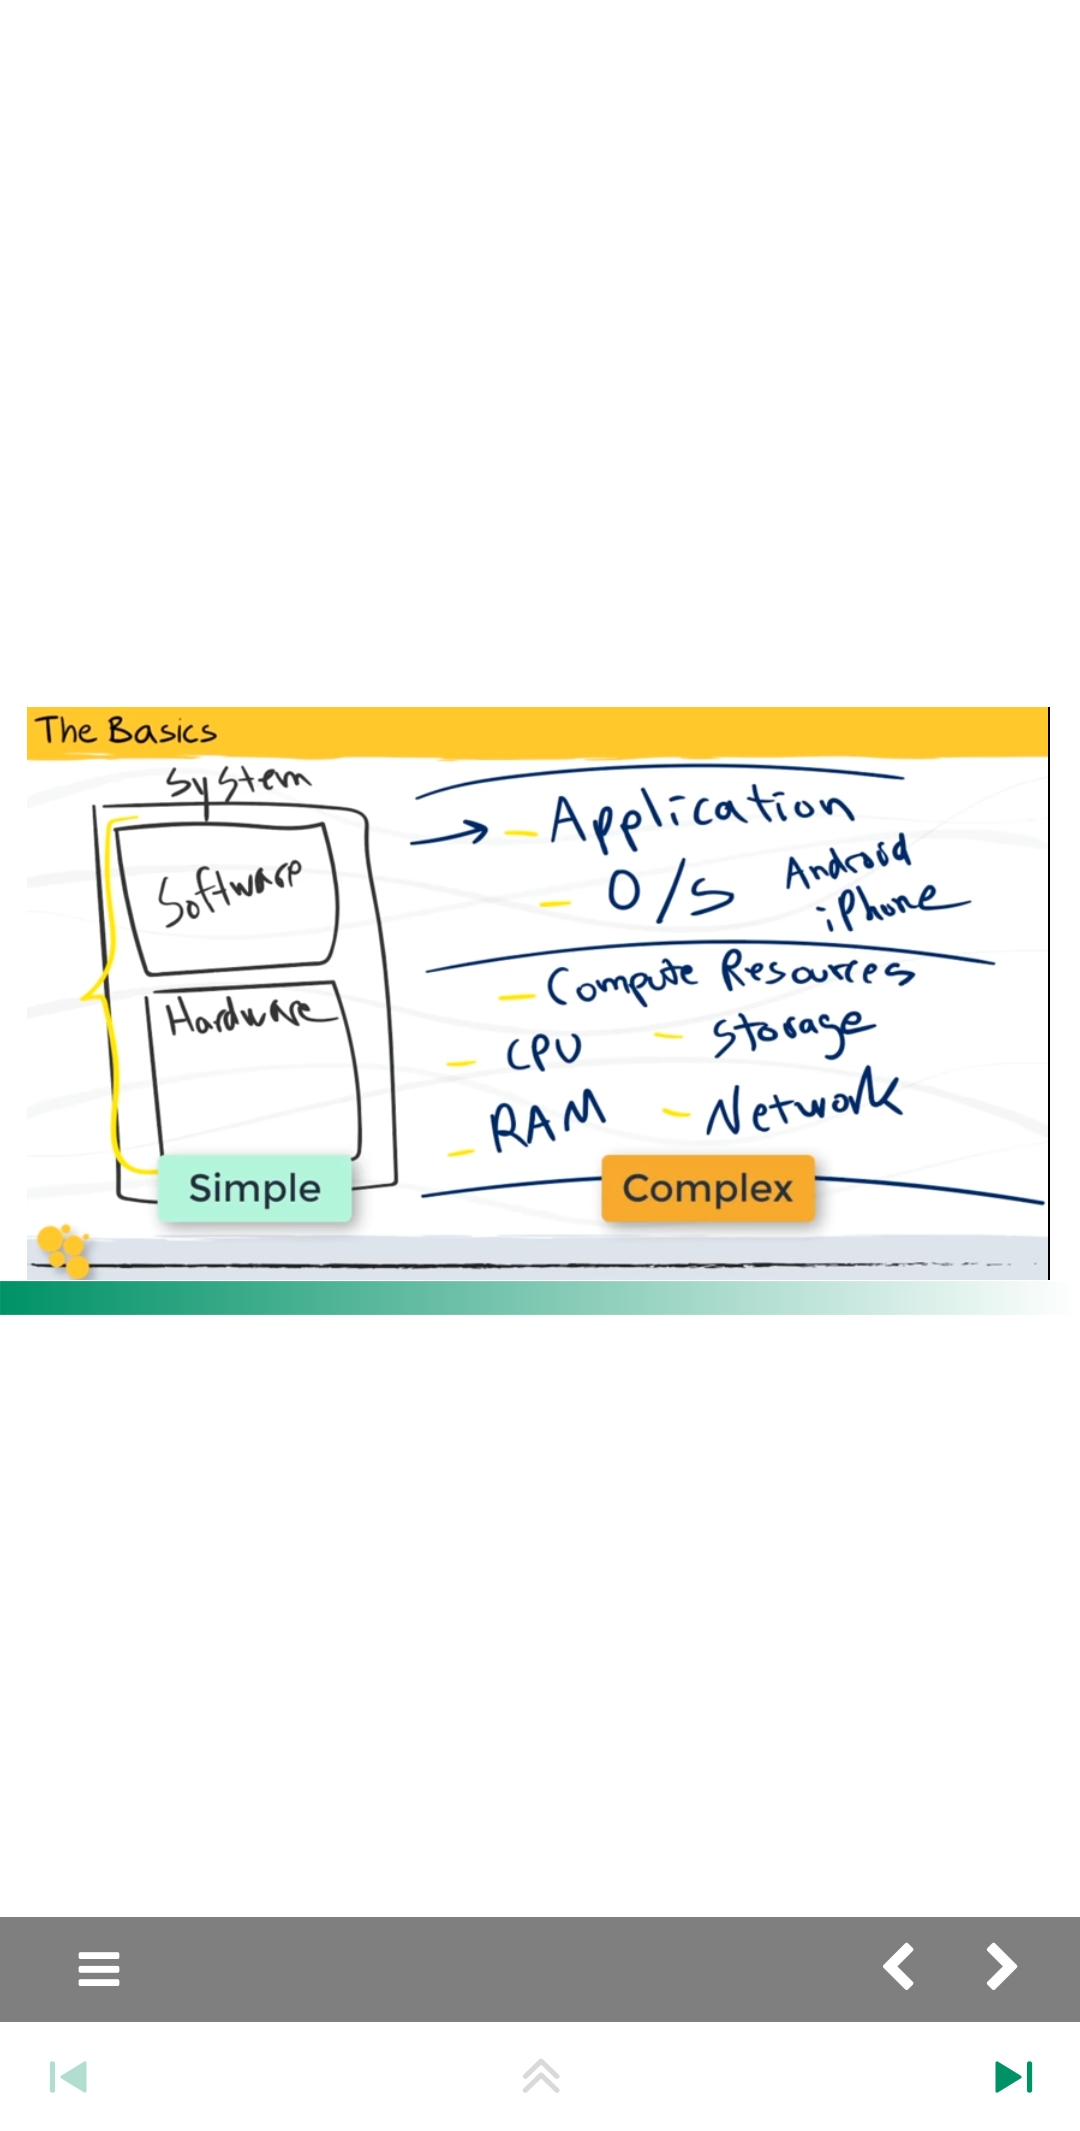 The Basics
System
Software
Hardware
Simple
Application
O/S Android
iPhone
Compute Resources
CPU - Storage
RAM - Network
Complex